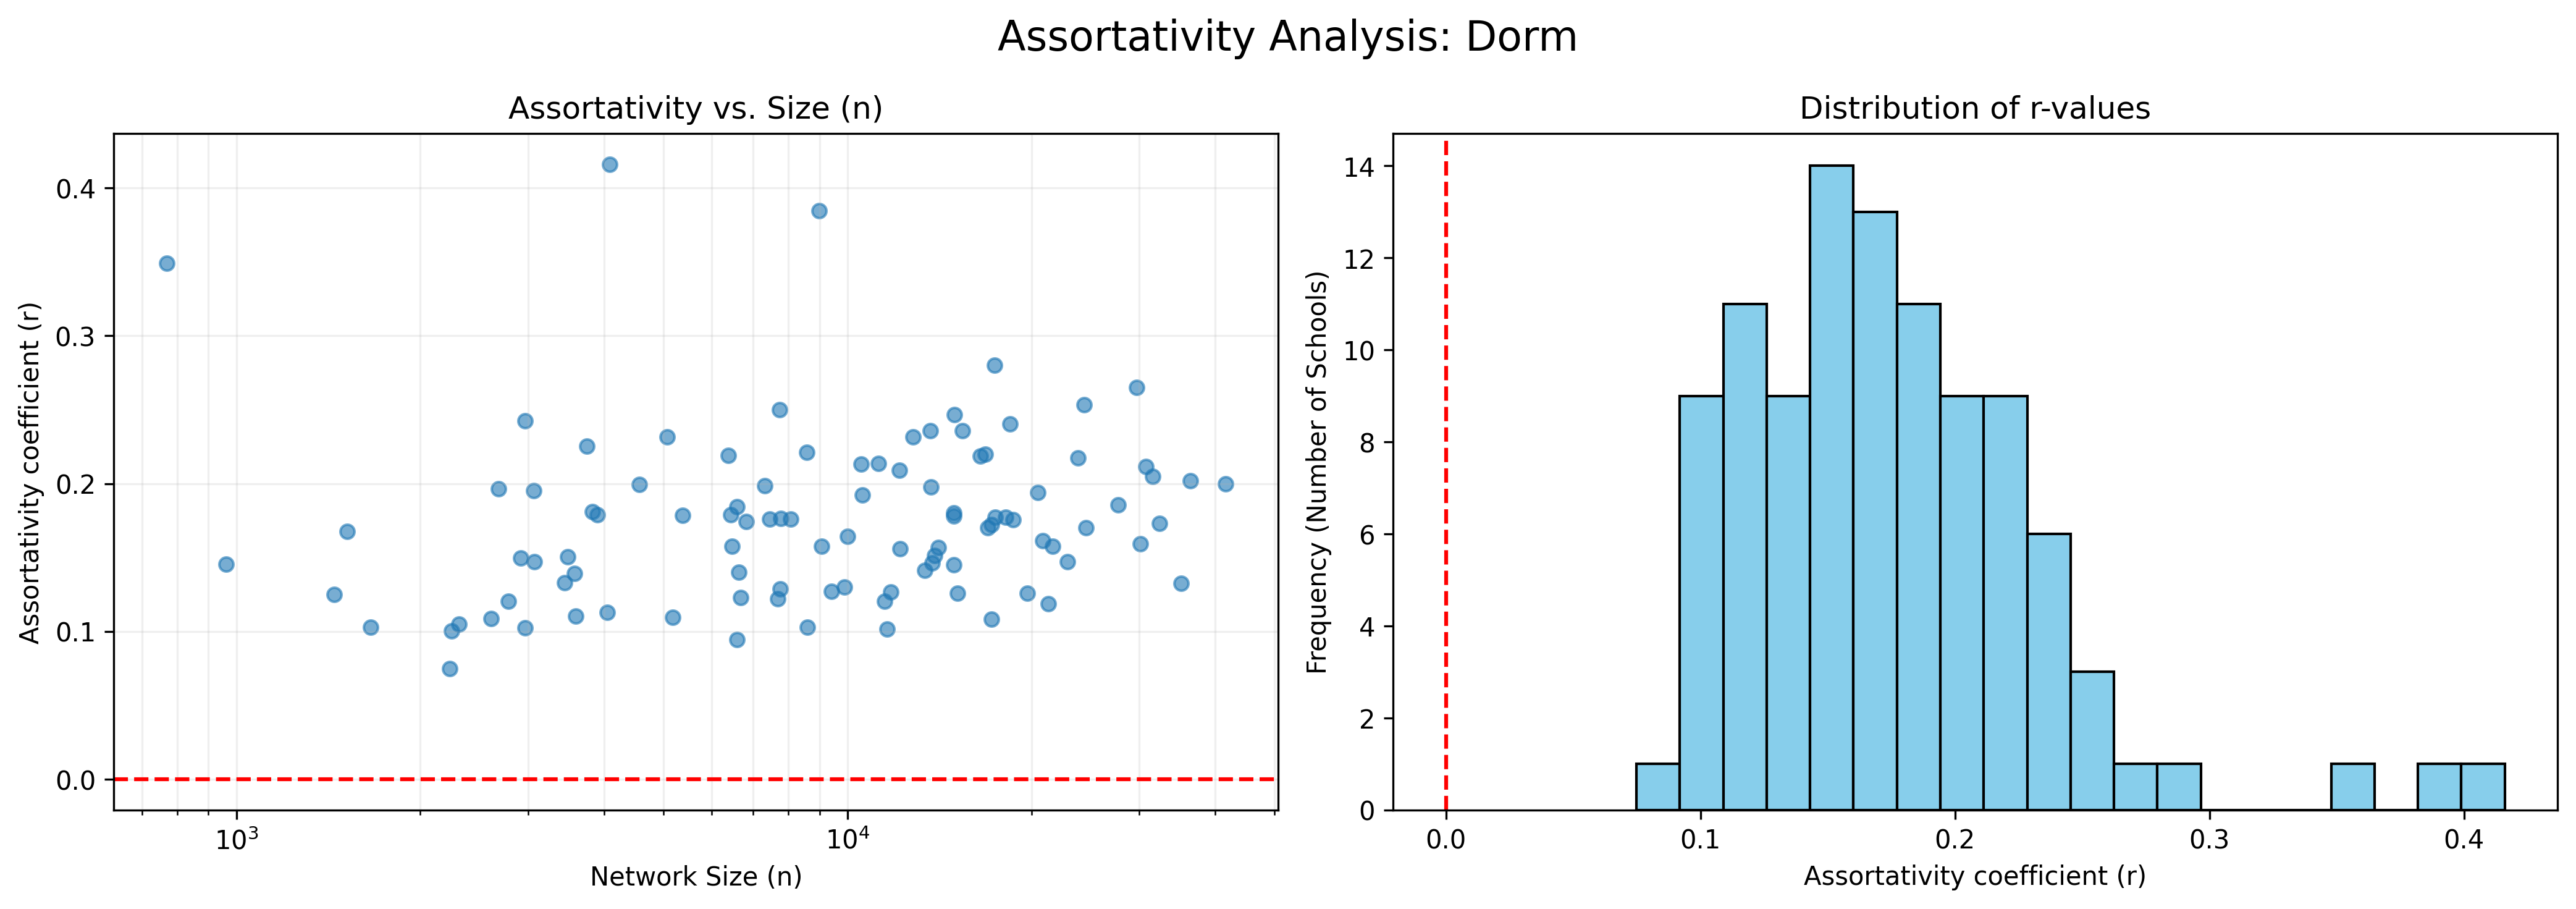 Assortativity Analysis: Dorm
Assortativity vs. Size (n)
Assortativity coefficient (r)
0.4
0.3
0.2
0.1
0.0
10³
10⁴
Network Size (n)
Distribution of r-values
Frequency (Number of Schools)
14
12
10
8
6
4
2
0
0.0
0.1
0.2
0.3
0.4
Assortativity coefficient (r)